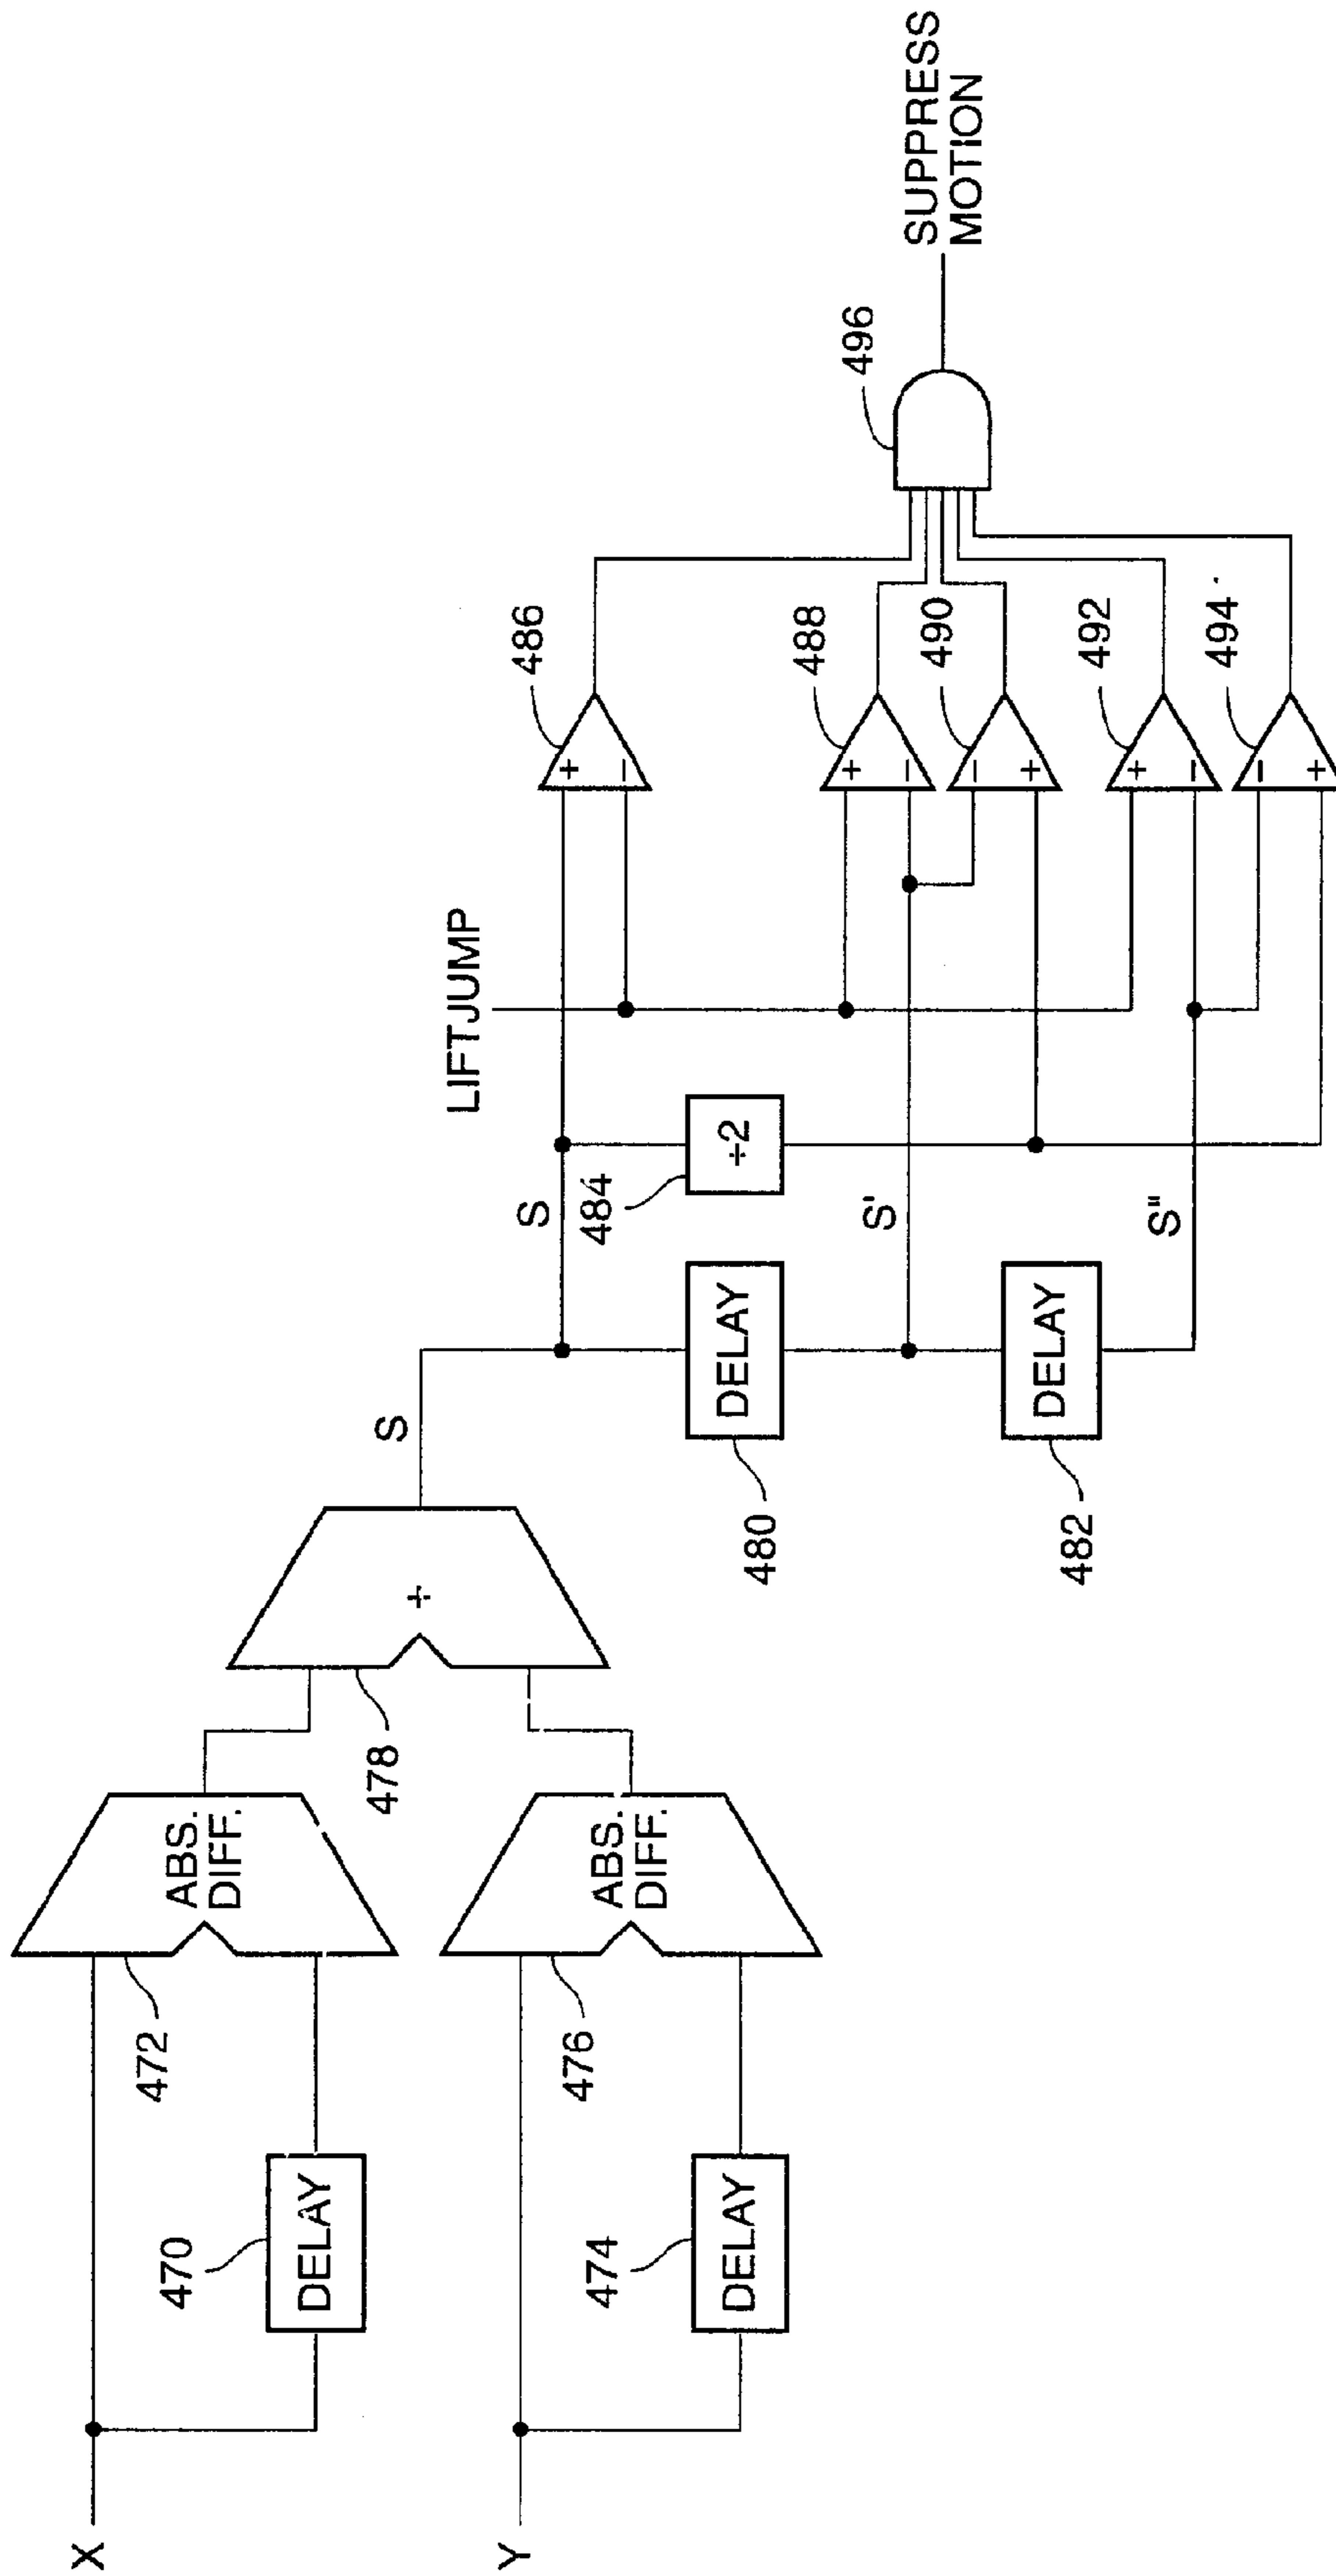 X
470
DELAY
472
ABS.
DIFF.
Y
474
DELAY
476
ABS.
DIFF.
478
+
S
S
480
DELAY
S'
482
DELAY
S"
484
÷2
LIFTJUMP
486
+
−
488
+
−
490
−
+
492
+
−
494
−
+
496
SUPPRESS
MOTION